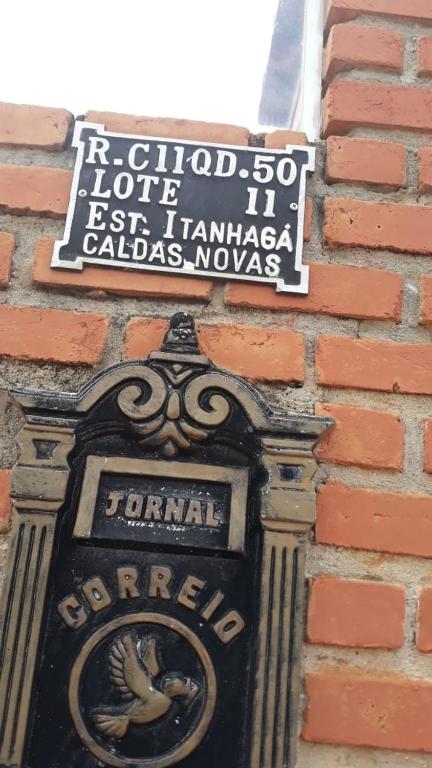 R.C11QD.50
LOTE 11
EST. ITANHAGÁ
CALDAS NOVAS
JORNAL
CORREIO